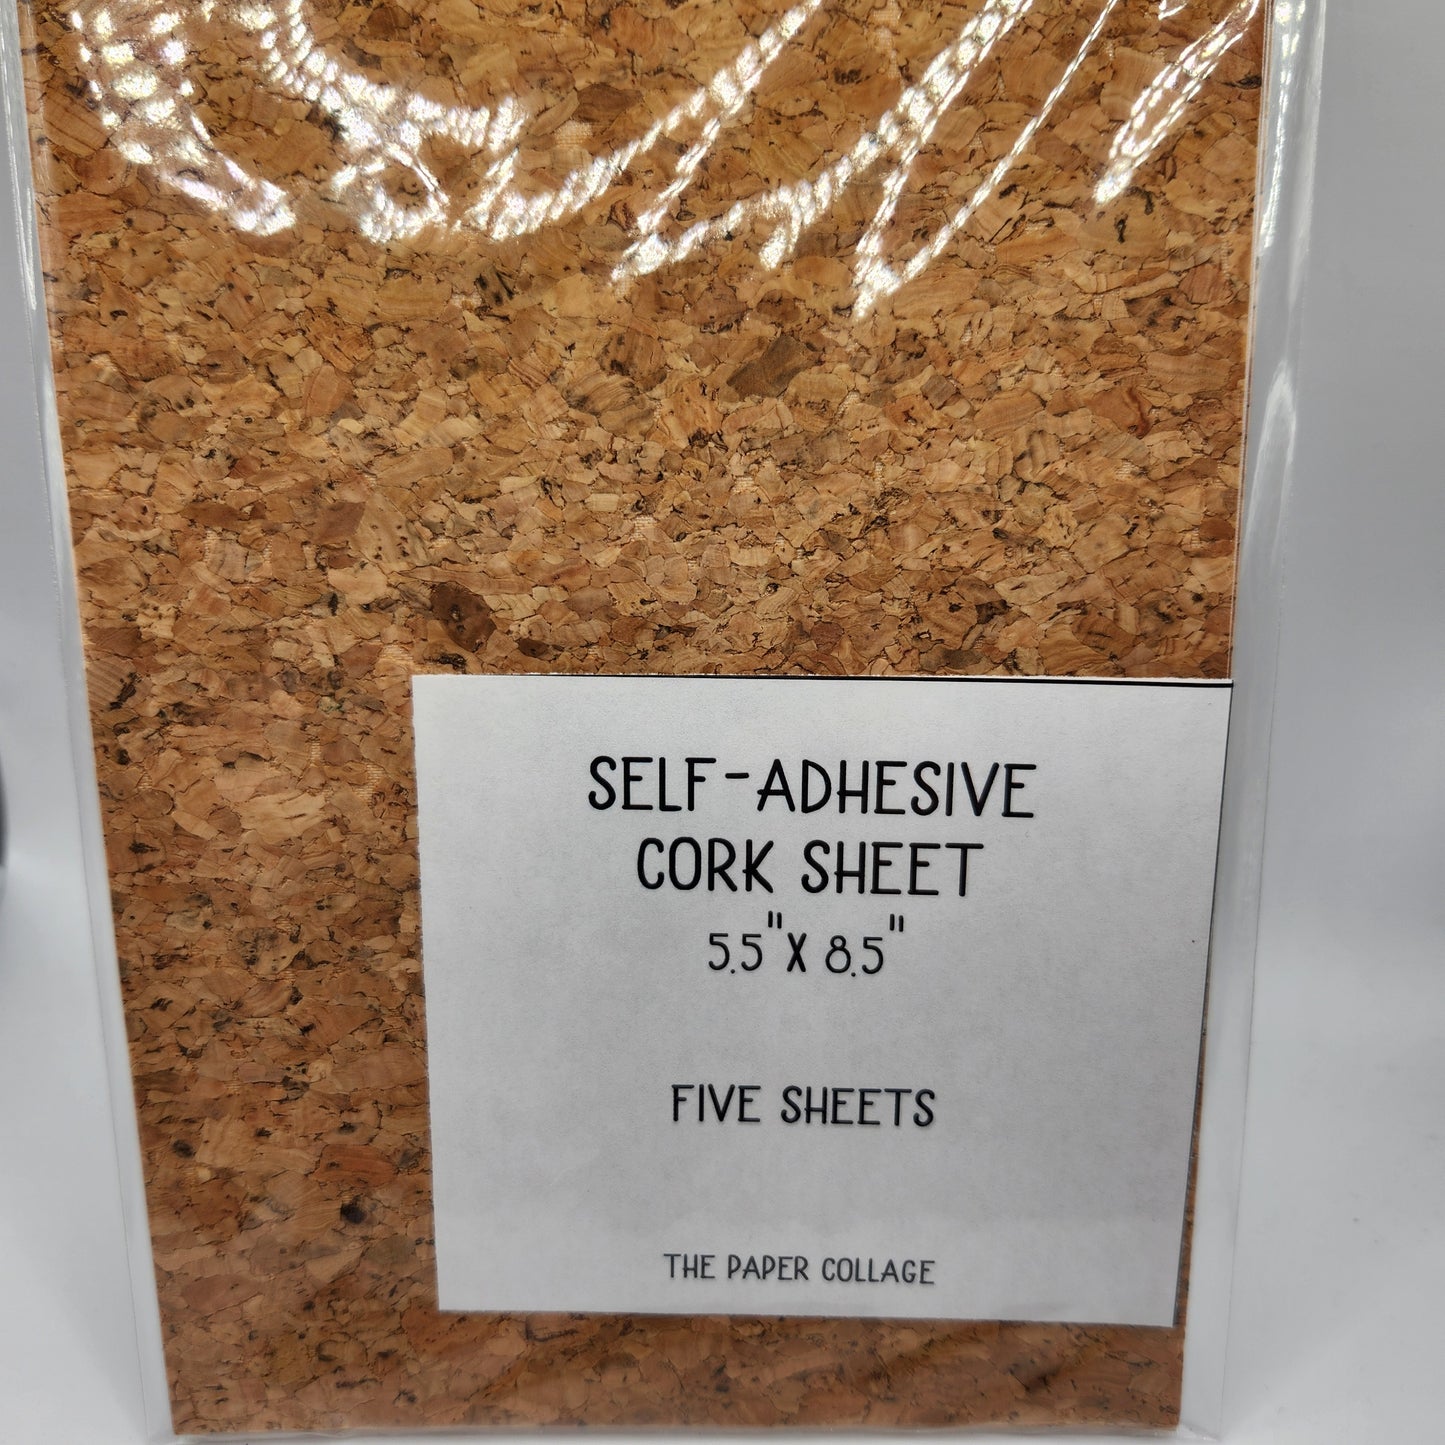 SELF-ADHESIVE
CORK SHEET
5.5"X 8.5"
FIVE SHEETS
THE PAPER COLLAGE